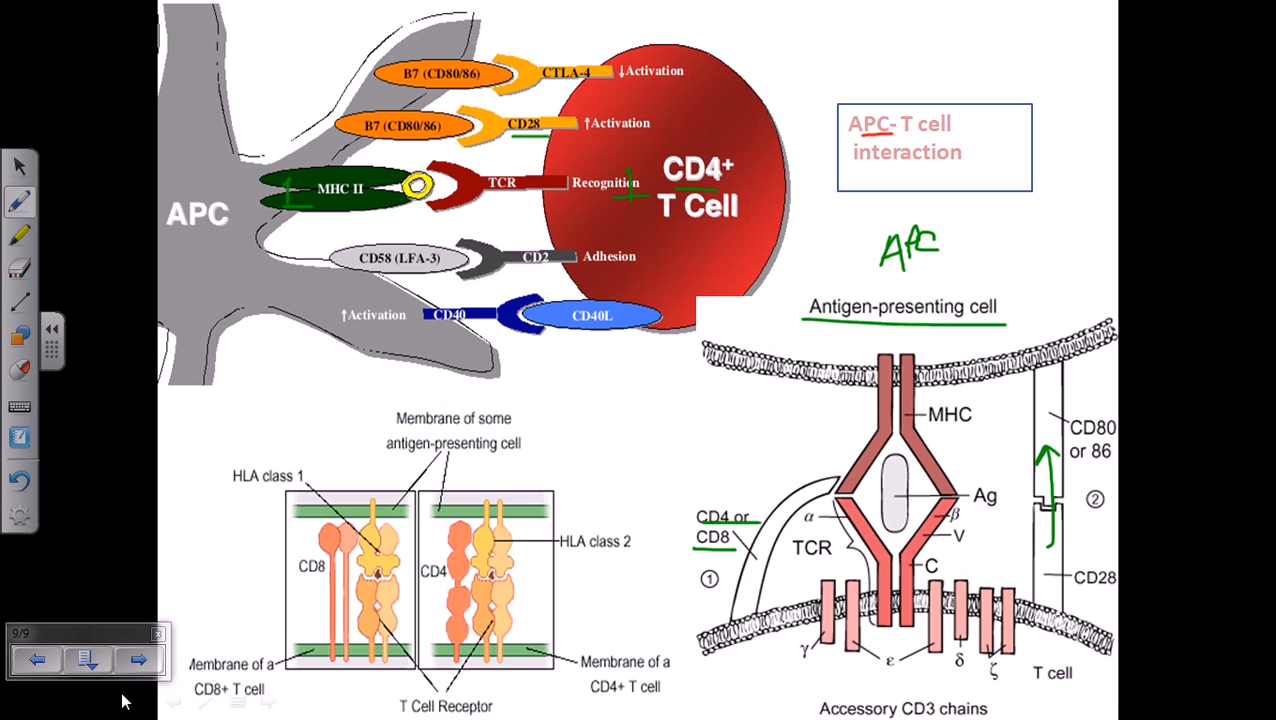 B7 (CD80/86)
CTLA-4
↓Activation
B7 (CD80/86)
CD28
↑Activation
MHC II
TCR
Recognition
CD4+
T Cell
APC
CD58 (LFA-3)
CD2
Adhesion
↑Activation
CD40
CD40L
APC- T cell
interaction
APC
Antigen-presenting cell
MHC
CD80
or 86
Ag
②
CD4 or
CD8
α
β
V
TCR
C
①
CD28
γ
ε
δ
ζ
T cell
Accessory CD3 chains
Membrane of some
antigen-presenting cell
HLA class 1
HLA class 2
CD8
CD4
Membrane of a
CD8+ T cell
T Cell Receptor
Membrane of a
CD4+ T cell
9/9